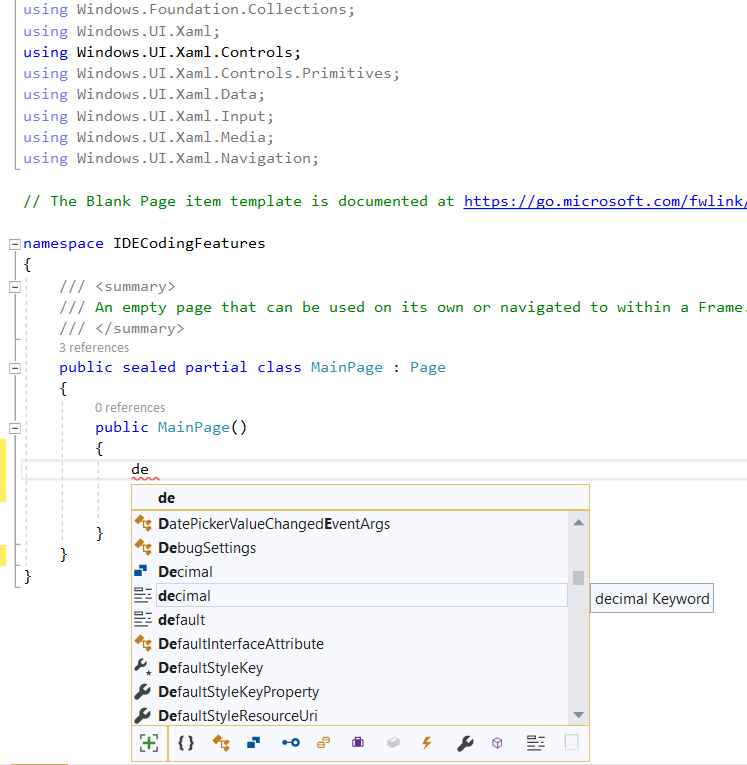 using Windows.Foundation.Collections;
using Windows.UI.Xaml;
using Windows.UI.Xaml.Controls;
using Windows.UI.Xaml.Controls.Primitives;
using Windows.UI.Xaml.Data;
using Windows.UI.Xaml.Input;
using Windows.UI.Xaml.Media;
using Windows.UI.Xaml.Navigation;
// The Blank Page item template is documented at https://go.microsoft.com/fwlink/
namespace IDECodingFeatures
{
/// <summary>
/// An empty page that can be used on its own or navigated to within a Frame.
/// </summary>
3 references
public sealed partial class MainPage : Page
{
0 references
public MainPage()
{
de
de
DatePickerValueChangedEventArgs
DebugSettings
Decimal
decimal
decimal Keyword
default
DefaultInterfaceAttribute
DefaultStyleKey
DefaultStyleKeyProperty
DefaultStyleResourceUri
}
}
}